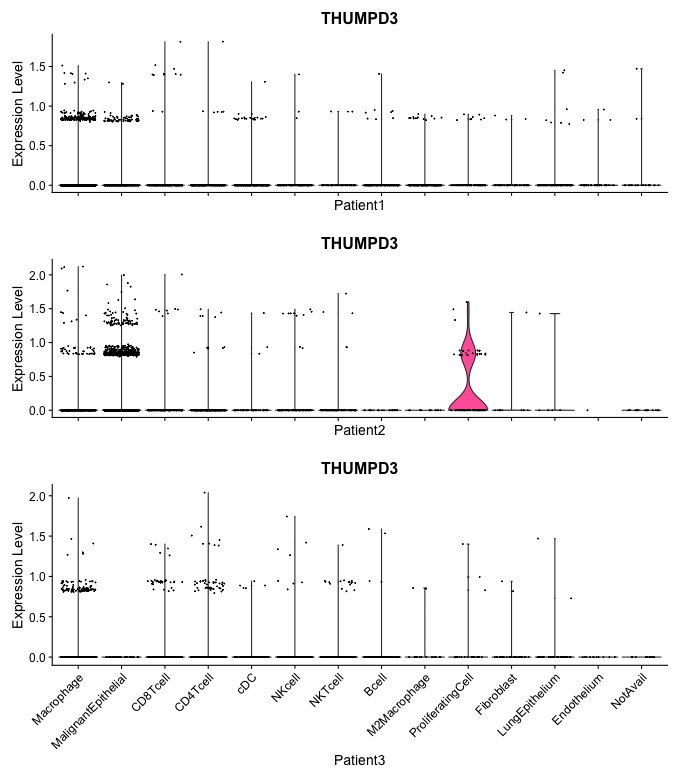 THUMPD3
Expression Level
1.5
1.0
0.5
0.0
Patient1
THUMPD3
Expression Level
2.0
1.5
1.0
0.5
0.0
Patient2
THUMPD3
Expression Level
2.0
1.5
1.0
0.5
0.0
Macrophage
MalignantEpithelial
CD8Tcell
CD4Tcell
cDC
NKcell
NKTcell
Bcell
M2Macrophage
ProliferatingCell
Fibroblast
LungEpithelium
Endothelium
NotAvail
Patient3